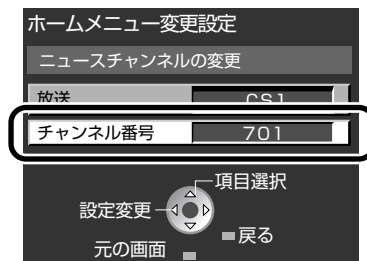 ホームメニュー変更設定
ニュースチャンネルの変更
放送 CS1
チャンネル番号 701
項目選択
設定変更
戻る
元の画面